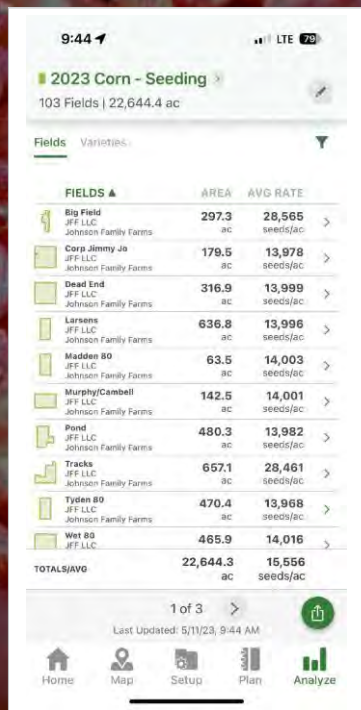 9:44 LTE 79
2023 Corn - Seeding >
103 Fields | 22,644.4 ac
Fields Varieties
FIELDS ▲ AREA AVG RATE
Big Field 297.3 28,565
JFF LLC ac seeds/ac
Johnson Family Farms
Corp Jimmy Jo 179.5 13,978
JFF LLC ac seeds/ac
Johnson Family Farms
Dead End 316.9 13,999
JFF LLC ac seeds/ac
Johnson Family Farms
Larsens 636.8 13,996
JFF LLC ac seeds/ac
Johnson Family Farms
Madden 80 63.5 14,003
JFF LLC ac seeds/ac
Johnson Family Farms
Murphy/Cambell 142.5 14,001
JFF LLC ac seeds/ac
Johnson Family Farms
Pond 480.3 13,982
JFF LLC ac seeds/ac
Johnson Family Farms
Tracks 657.1 28,461
JFF LLC ac seeds/ac
Johnson Family Farms
Tyden 80 470.4 13,968
JFF LLC ac seeds/ac
Johnson Family Farms
Wet 80 465.9 14,016
JFF LLC ac seeds/ac
TOTALS/AVG 22,644.3 15,556
ac seeds/ac
1 of 3 >
Last Updated: 5/11/23, 9:44 AM
Home Map Setup Plan Analyze